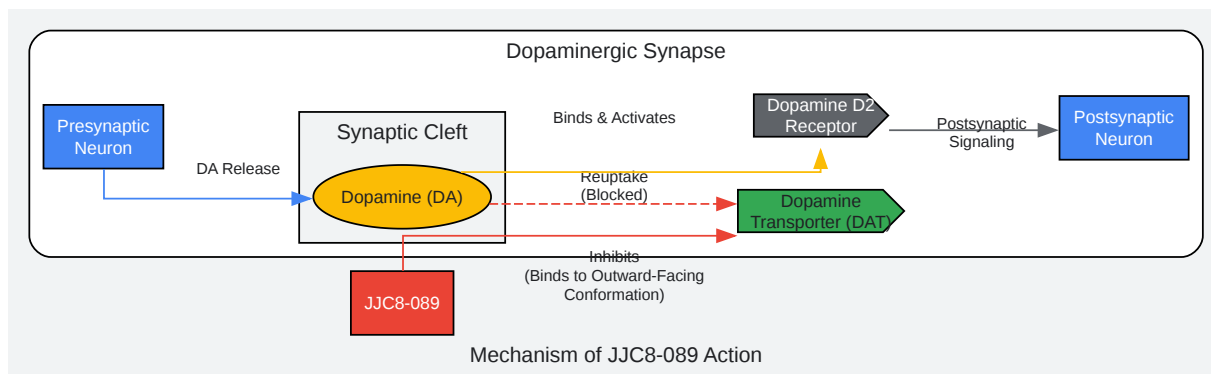 Dopaminergic Synapse
Presynaptic
Neuron
DA Release
Synaptic Cleft
Dopamine (DA)
Binds & Activates
Dopamine D2
Receptor
Postsynaptic
Signaling
Postsynaptic
Neuron
Reuptake
(Blocked)
Dopamine
Transporter (DAT)
Inhibits
(Binds to Outward-Facing
Conformation)
JJC8-089
Mechanism of JJC8-089 Action